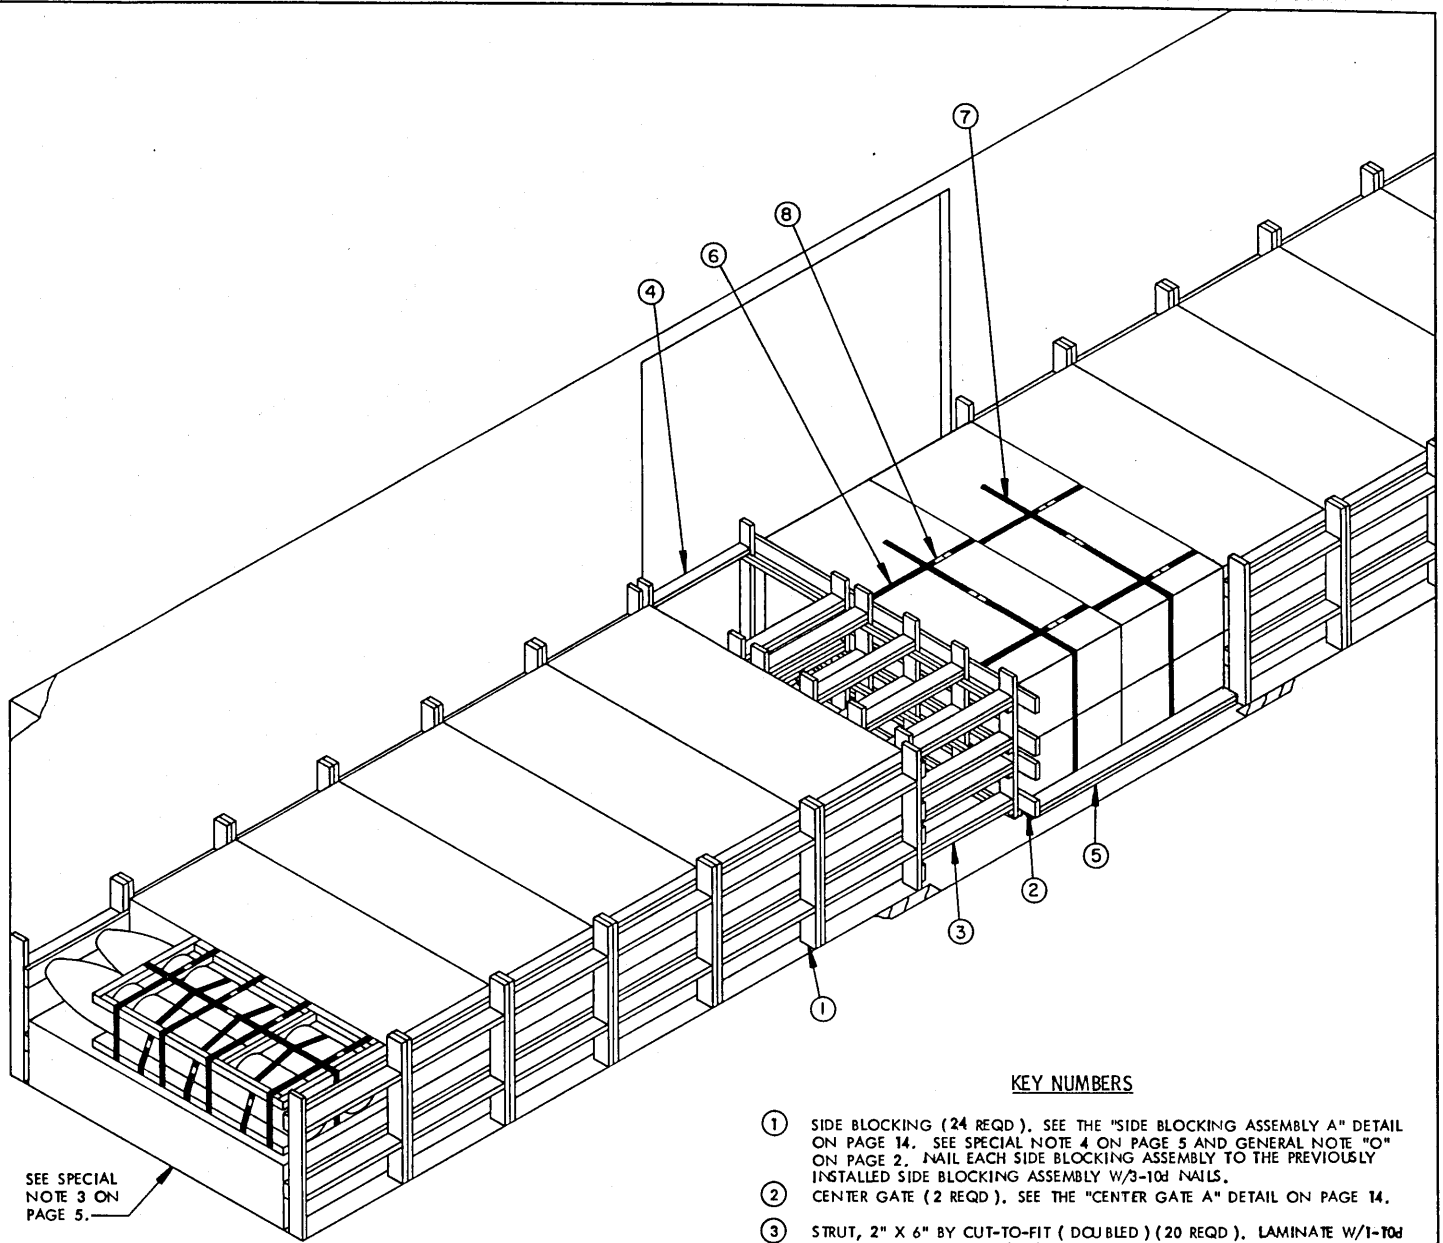 ⑦
⑧
⑥
④
⑤
②
③
①
SEE SPECIAL
NOTE 3 ON
PAGE 5.
KEY NUMBERS
① SIDE BLOCKING (24 REQD). SEE THE "SIDE BLOCKING ASSEMBLY A" DETAIL
ON PAGE 14. SEE SPECIAL NOTE 4 ON PAGE 5 AND GENERAL NOTE "O"
ON PAGE 2. NAIL EACH SIDE BLOCKING ASSEMBLY TO THE PREVIOUSLY
INSTALLED SIDE BLOCKING ASSEMBLY W/3-10d NAILS.
② CENTER GATE (2 REQD). SEE THE "CENTER GATE A" DETAIL ON PAGE 14.
③ STRUT, 2" X 6" BY CUT-TO-FIT (DOUBLED) (20 REQD). LAMINATE W/1-10d